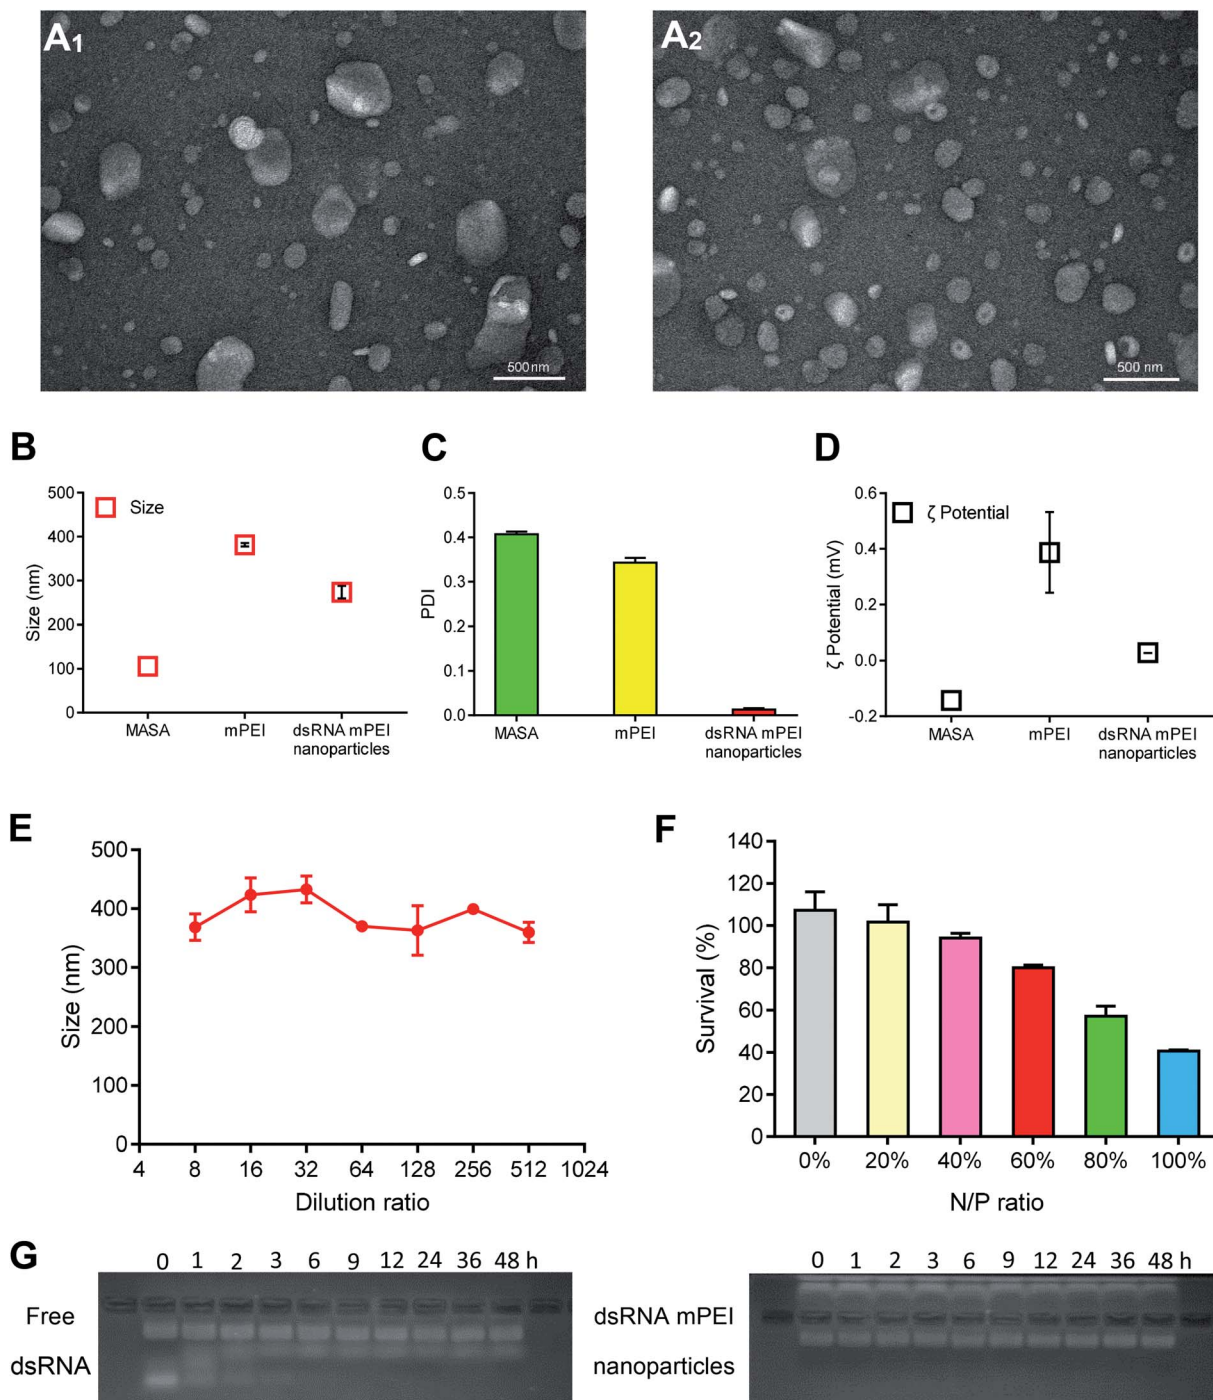 A1
A2
500 nm
500 nm
B
C
D
500
400
300
200
100
0
Size (nm)
Size
MASA
mPEI
dsRNA mPEI
nanoparticles
0.5
0.4
0.3
0.4
0.1
0.0
PDI
MASA
mPEI
dsRNA mPEI
nanoparticles
0.6
0.4
0.2
0.0
-0.2
ζ Potential (mV)
ζ Potential
MASA
mPEI
dsRNA mPEI
nanoparticles
E
500
400
300
200
100
0
Size (nm)
4 8 16 32 64 128 256 512 1024
Dilution ratio
F
140
120
100
80
60
40
20
0
Survival (%)
0% 20% 40% 60% 80% 100%
N/P ratio
G
0 1 2 3 6 9 12 24 36 48 h
Free
dsRNA
0 1 2 3 6 9 12 24 36 48 h
dsRNA mPEI
nanoparticles